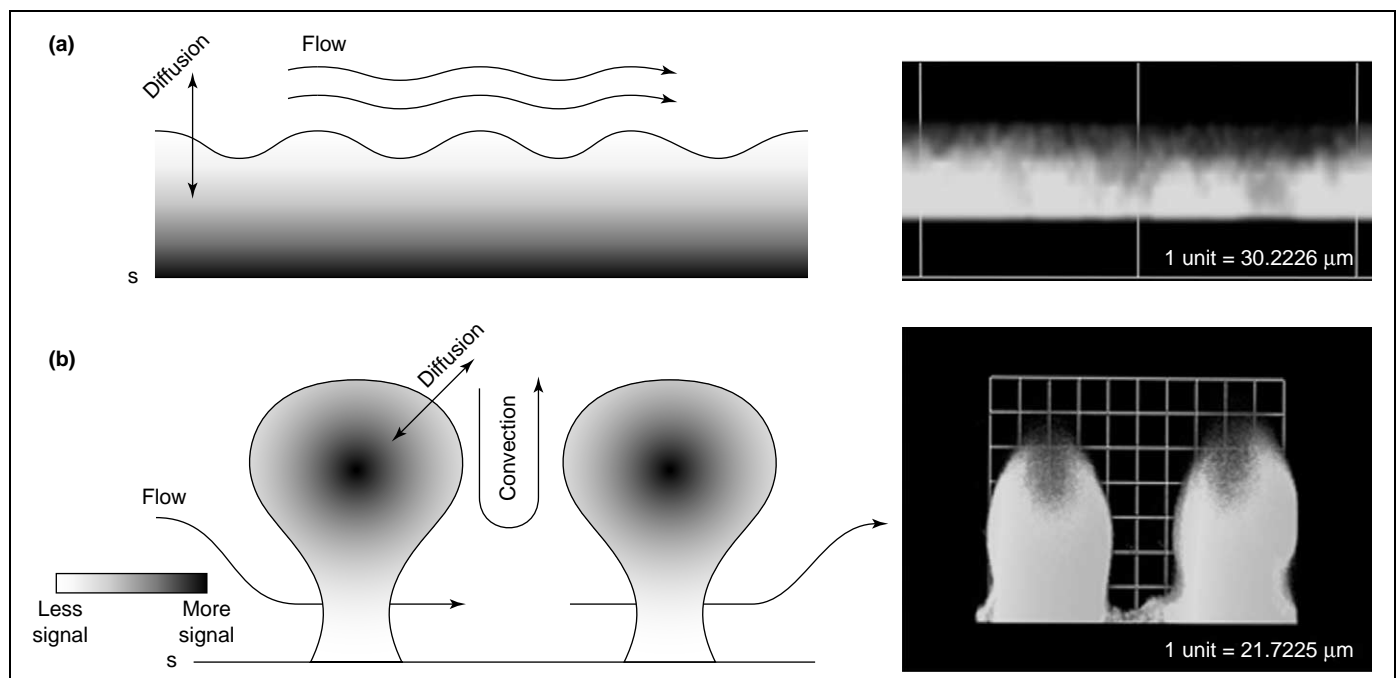 (a)
Diffusion
Flow
s
1 unit = 30.2226 μm
(b)
Diffusion
Convection
Flow
Less
signal
More
signal
s
1 unit = 21.7225 μm